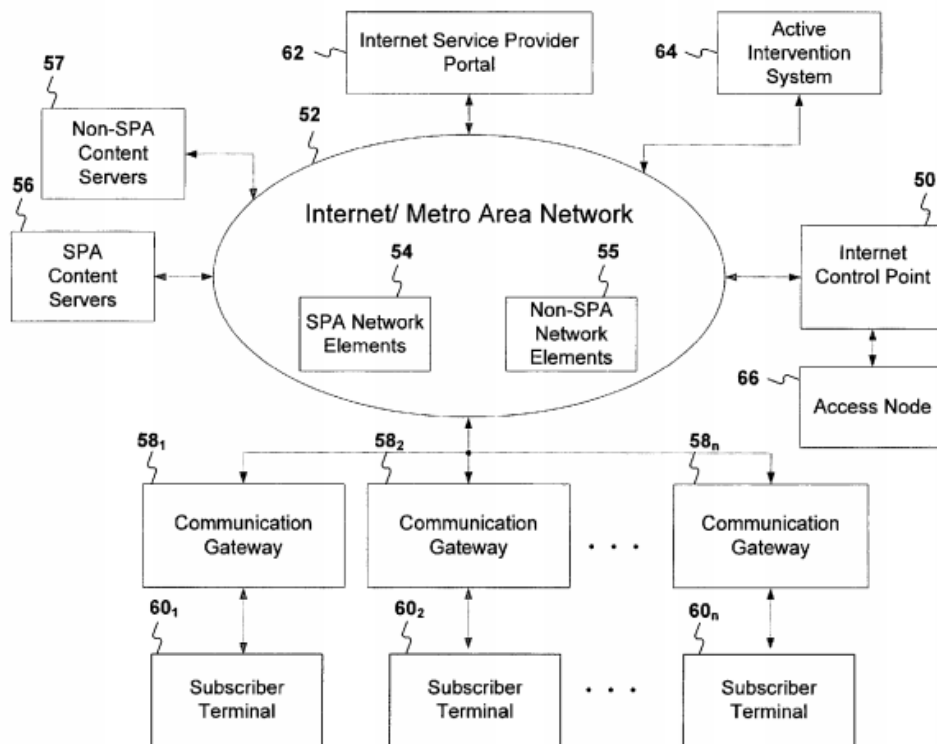 62
Internet Service Provider
Portal
64
Active
Intervention
System
57
Non-SPA
Content
Servers
52
56
SPA
Content
Servers
Internet/ Metro Area Network
54
SPA Network
Elements
55
Non-SPA
Network
Elements
50
Internet
Control Point
66
Access Node
58₁
Communication
Gateway
58₂
Communication
Gateway
. . .
58ₙ
Communication
Gateway
60₁
Subscriber
Terminal
60₂
Subscriber
Terminal
. . .
60ₙ
Subscriber
Terminal